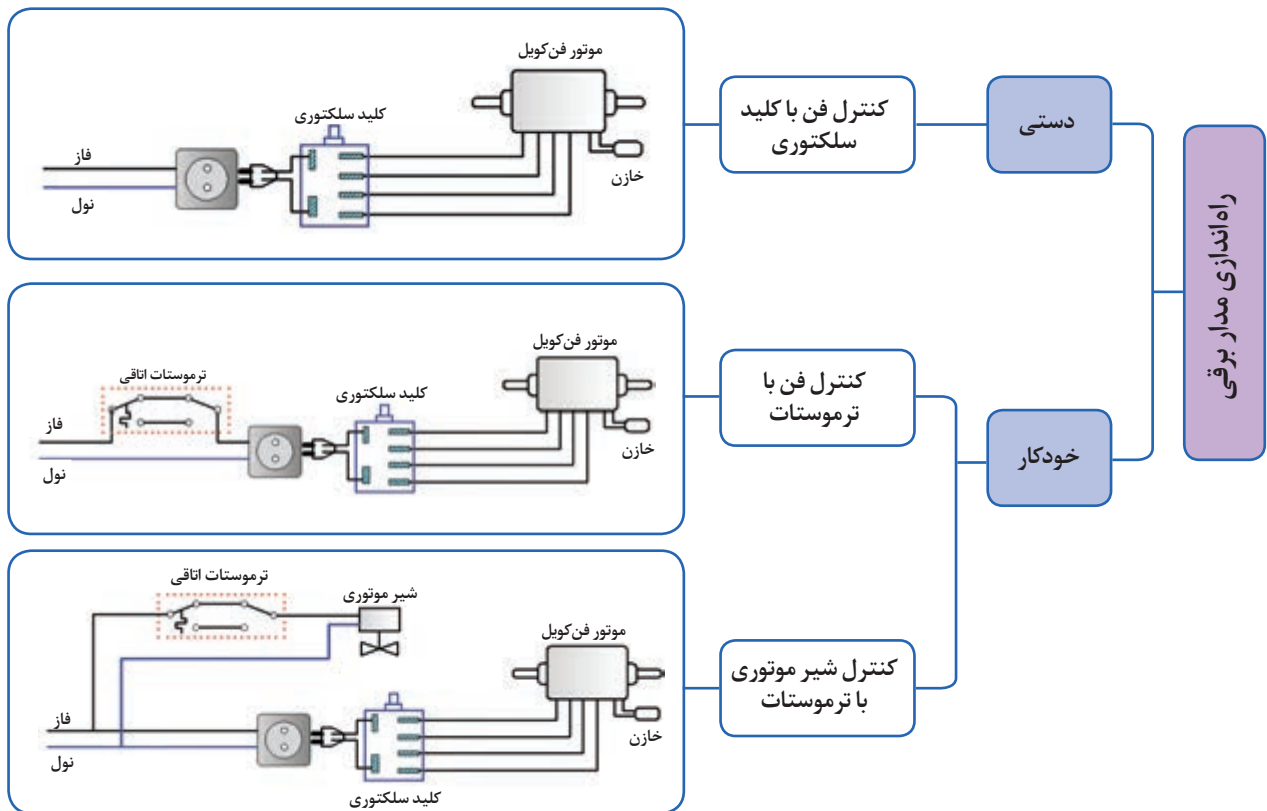 راه‌اندازی مدار برقی
دستی
کنترل فن با کلید
سلکتوری
موتور فن‌کویل
کلید سلکتوری
خازن
فاز
نول
خودکار
کنترل فن با
ترموستات
موتور فن‌کویل
کلید سلکتوری
ترموستات اتاقی
خازن
فاز
نول
کنترل شیر موتوری
با ترموستات
ترموستات اتاقی
شیر موتوری
موتور فن‌کویل
خازن
فاز
نول
کلید سلکتوری